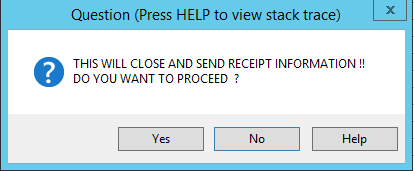 Question (Press HELP to view stack trace)
x
THIS WILL CLOSE AND SEND RECEIPT INFORMATION !!
DO YOU WANT TO PROCEED ?
Yes No Help